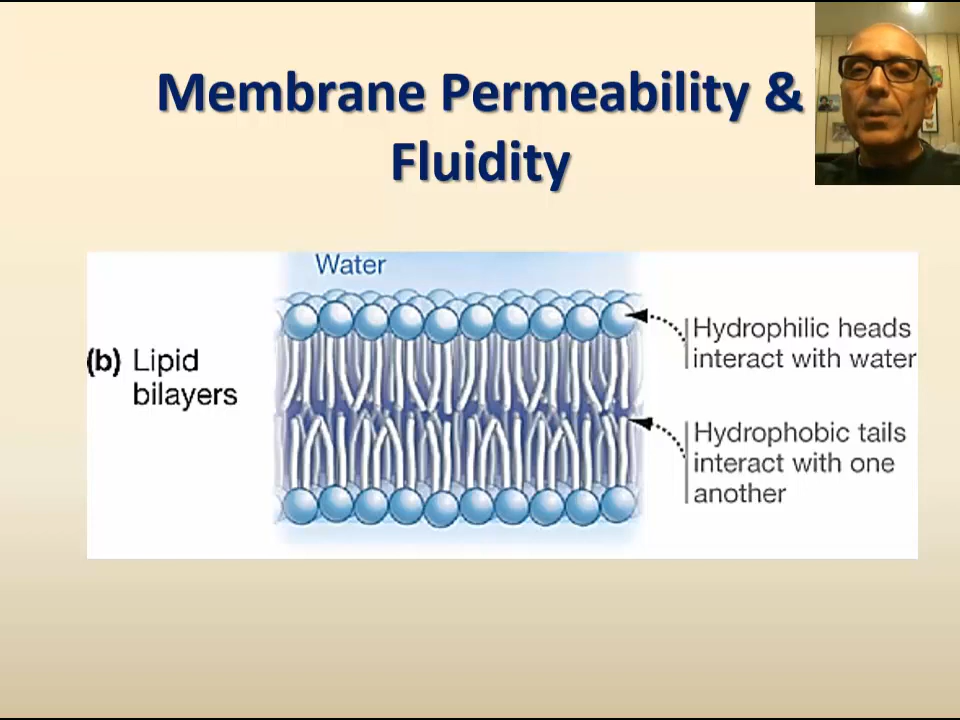 Membrane Permeability &
Fluidity
Water
(b) Lipid
bilayers
Hydrophilic heads
interact with water
Hydrophobic tails
interact with one
another